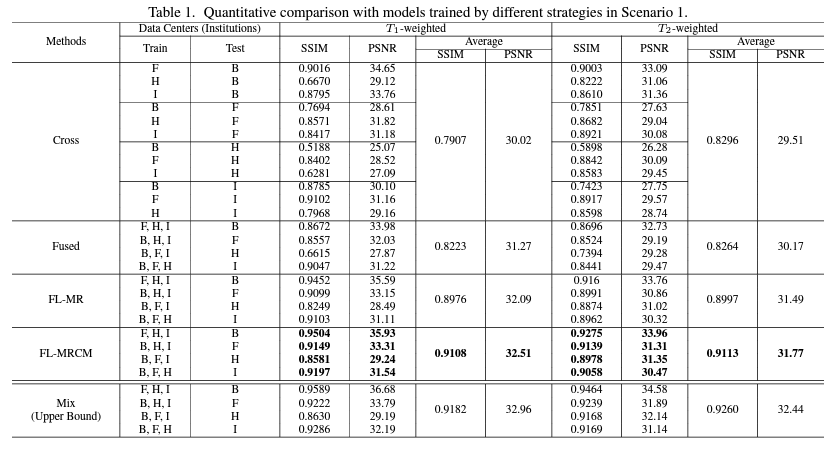 Table 1. Quantitative comparison with models trained by different strategies in Scenario 1.
Methods Data Centers (Institutions) T1-weighted T2-weighted
Train Test SSIM PSNR Average SSIM PSNR Average
SSIM PSNR SSIM PSNR
Cross
F B 0.9016 34.65 0.9003 33.09
H B 0.6670 29.12 0.8222 31.06
I B 0.8795 33.76 0.8610 31.36
B F 0.7694 28.61 0.7851 27.63
H F 0.8571 31.82 0.8682 29.04
I F 0.8417 31.18 0.7907 30.02 0.8921 30.08 0.8296 29.51
B H 0.5188 25.07 0.5898 26.28
F H 0.8402 28.52 0.8842 30.09
I H 0.6281 27.09 0.8583 29.45
B I 0.8785 30.10 0.7423 27.75
F I 0.9102 31.16 0.8917 29.57
H I 0.7968 29.16 0.8598 28.74
Fused
F, H, I B 0.8672 33.98 0.8696 32.73
B, H, I F 0.8557 32.03 0.8223 31.27 0.8524 29.19 0.8264 30.17
B, F, I H 0.6615 27.87 0.7394 29.28
B, F, H I 0.9047 31.22 0.8441 29.47
FL-MR
F, H, I B 0.9452 35.59 0.916 33.76
B, H, I F 0.9099 33.15 0.8976 32.09 0.8991 30.86 0.8997 31.49
B, F, I H 0.8249 28.49 0.8874 31.02
B, F, H I 0.9103 31.11 0.8962 30.32
FL-MRCM
F, H, I B 0.9504 35.93 0.9275 33.96
B, H, I F 0.9149 33.31 0.9108 32.51 0.9139 31.31 0.9113 31.77
B, F, I H 0.8581 29.24 0.8978 31.35
B, F, H I 0.9197 31.54 0.9058 30.47
Mix
(Upper Bound)
F, H, I B 0.9589 36.68 0.9464 34.58
B, H, I F 0.9222 33.79 0.9182 32.96 0.9239 31.89 0.9260 32.44
B, F, I H 0.8630 29.19 0.9168 32.14
B, F, H I 0.9286 32.19 0.9169 31.14